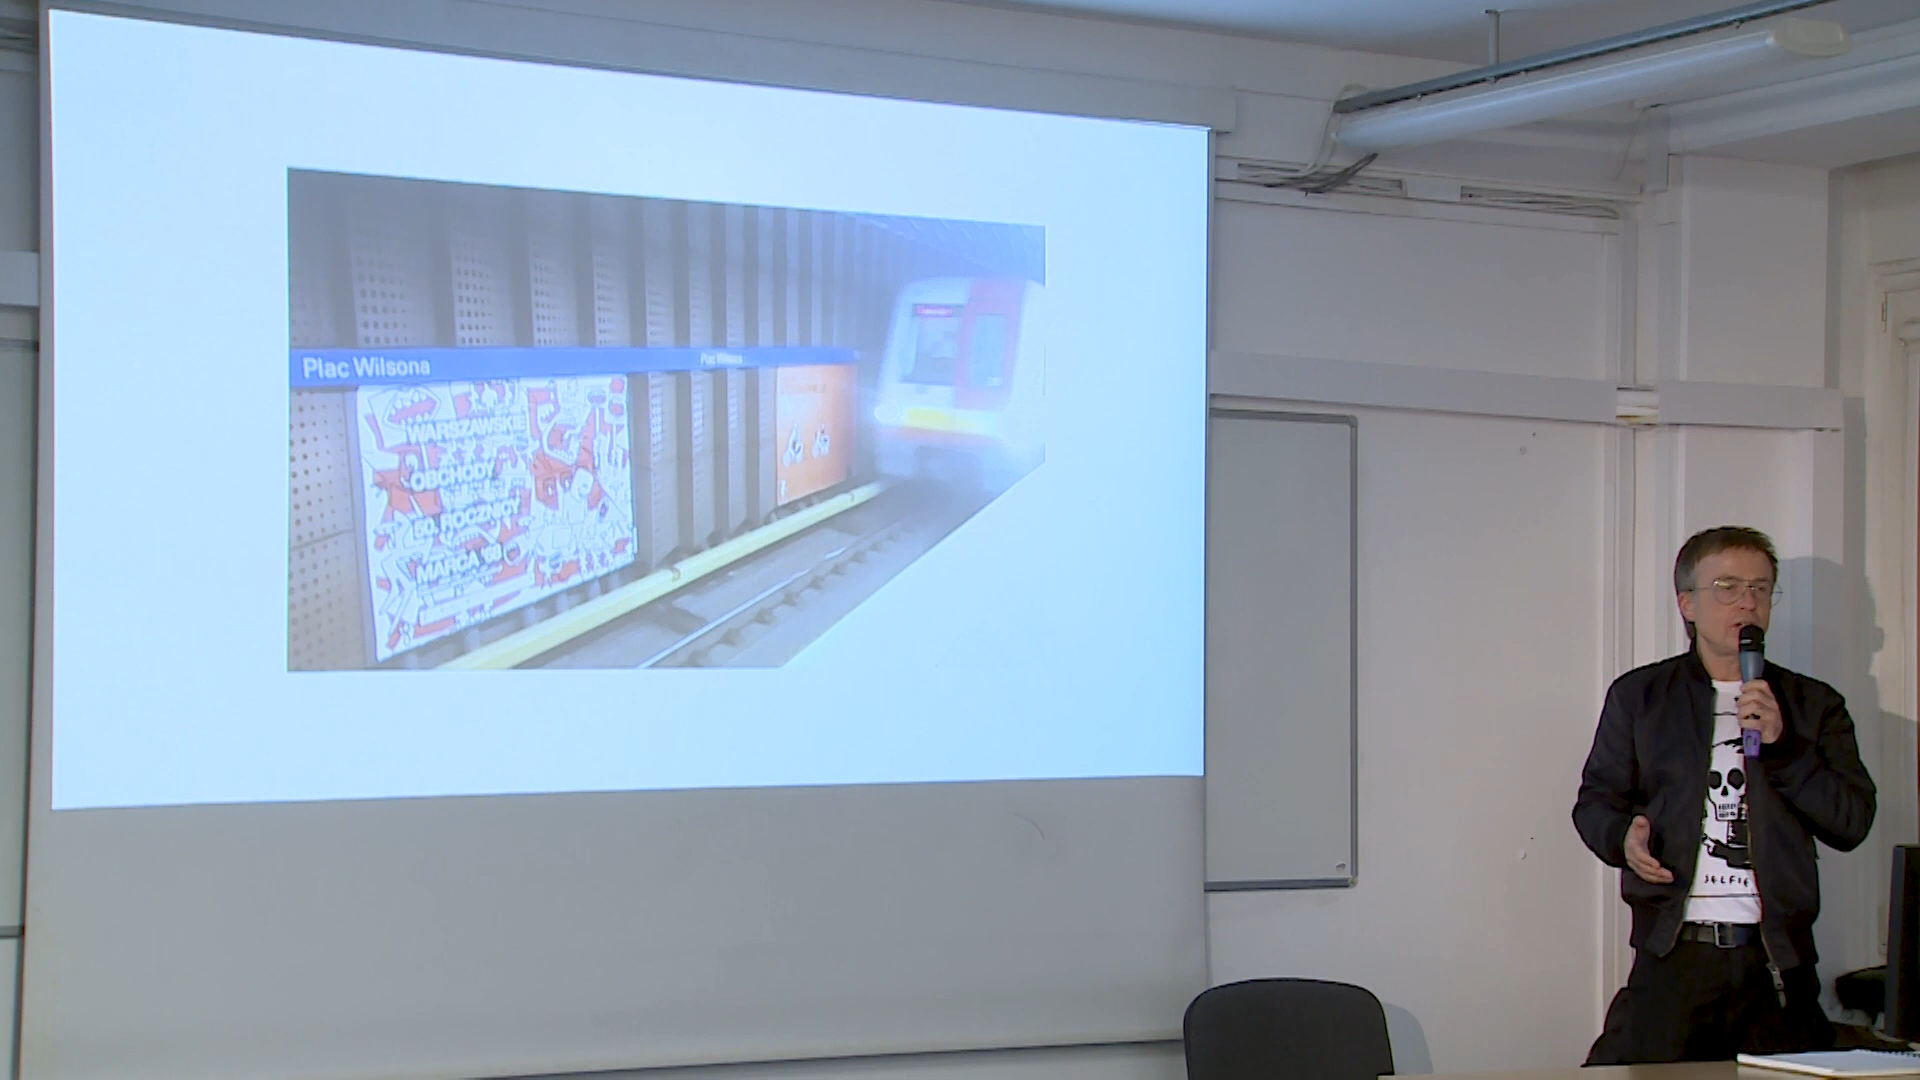 Plac Wilsona
Plac Wilsona
WARSZAWSKIE
OBCHODY
50. ROCZNICY
MARCA '68
SELFIE